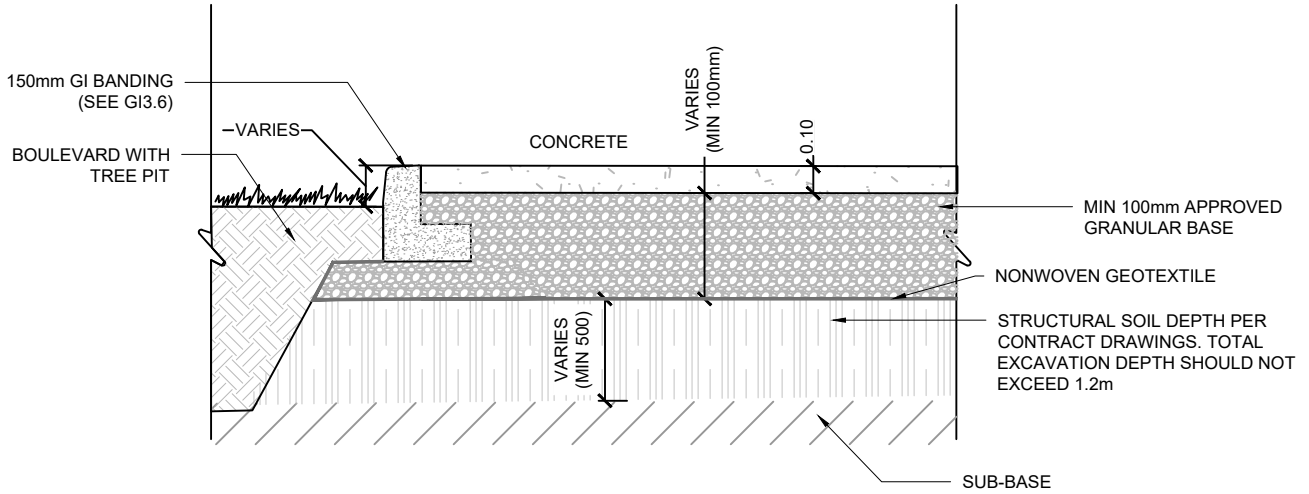 150mm GI BANDING
(SEE GI3.6)
VARIES
BOULEVARD WITH
TREE PIT
CONCRETE
VARIES
(MIN 100mm)
0.10
MIN 100mm APPROVED
GRANULAR BASE
NONWOVEN GEOTEXTILE
STRUCTURAL SOIL DEPTH PER
CONTRACT DRAWINGS. TOTAL
EXCAVATION DEPTH SHOULD NOT
EXCEED 1.2m
VARIES
(MIN 500)
SUB-BASE